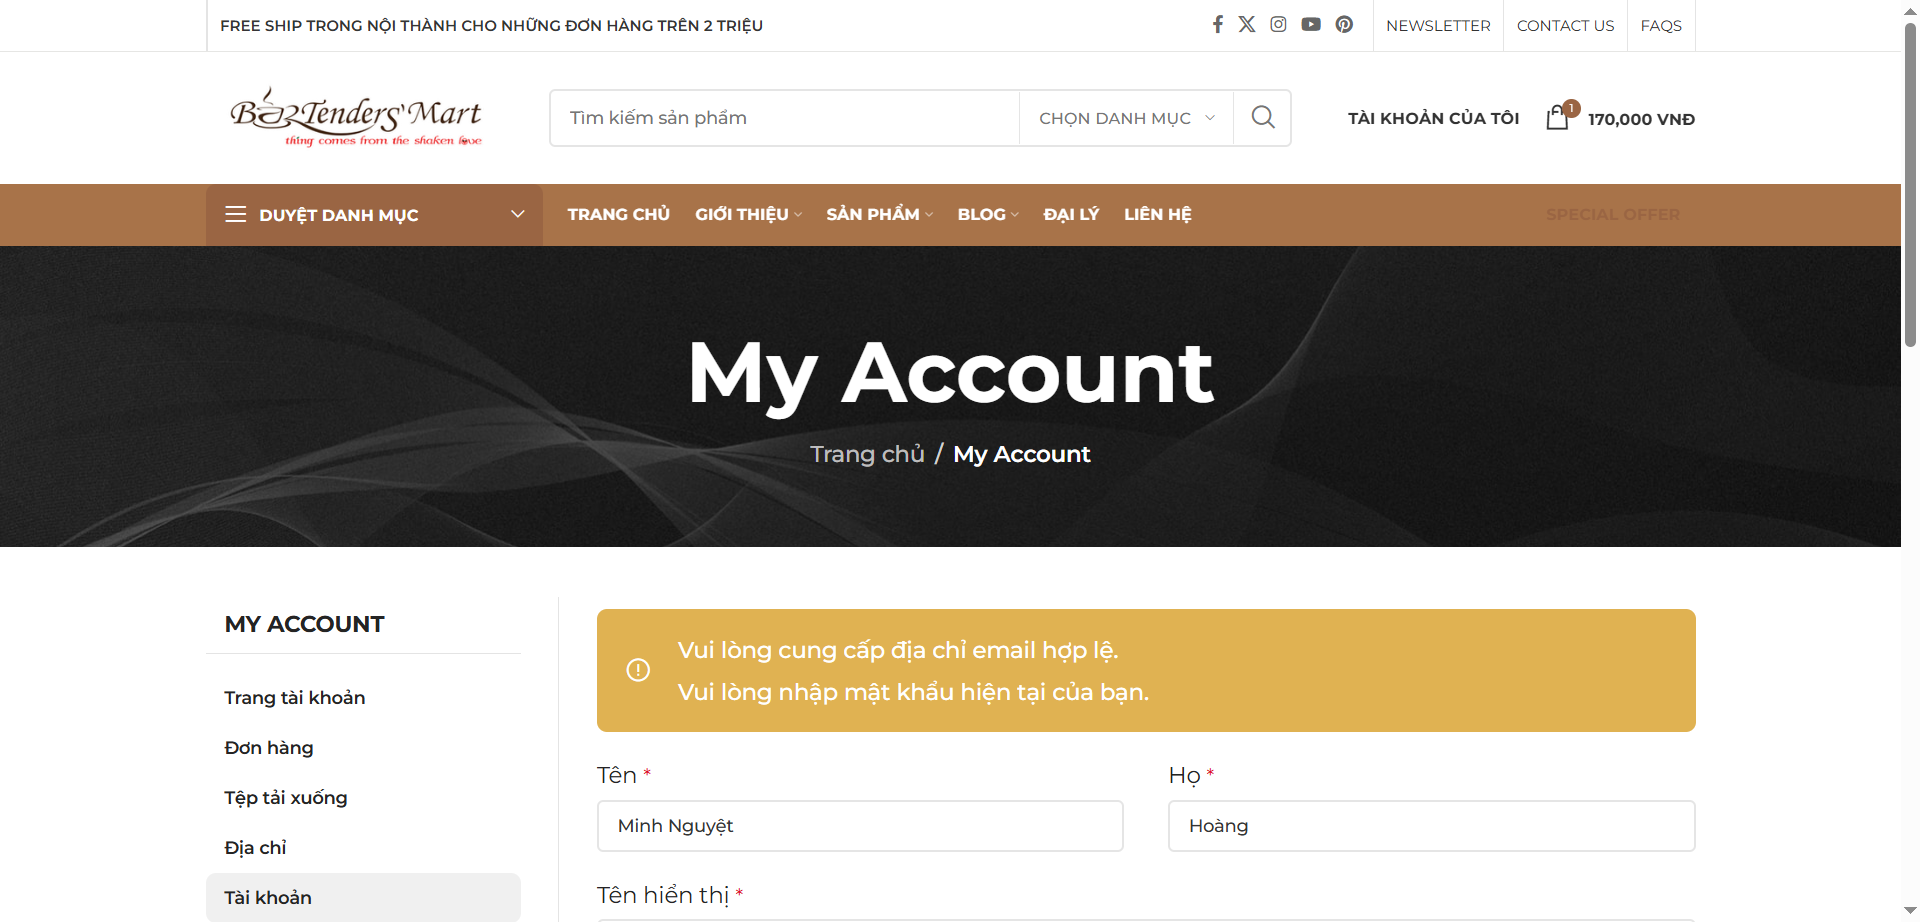 FREE SHIP TRONG NỘI THÀNH CHO NHỮNG ĐƠN HÀNG TRÊN 2 TRIỆU
NEWSLETTER
CONTACT US
FAQS
BarTenders'Mart
thing comes from the shaken love
Tìm kiếm sản phẩm
CHỌN DANH MỤC
TÀI KHOẢN CỦA TÔI
1
170,000 VNĐ
DUYỆT DANH MỤC
TRANG CHỦ
GIỚI THIỆU
SẢN PHẨM
BLOG
ĐẠI LÝ
LIÊN HỆ
SPECIAL OFFER
My Account
Trang chủ / My Account
MY ACCOUNT
Trang tài khoản
Đơn hàng
Tệp tải xuống
Địa chỉ
Tài khoản
Vui lòng cung cấp địa chỉ email hợp lệ.
Vui lòng nhập mật khẩu hiện tại của bạn.
Tên *
Họ *
Minh Nguyệt
Hoàng
Tên hiển thị *